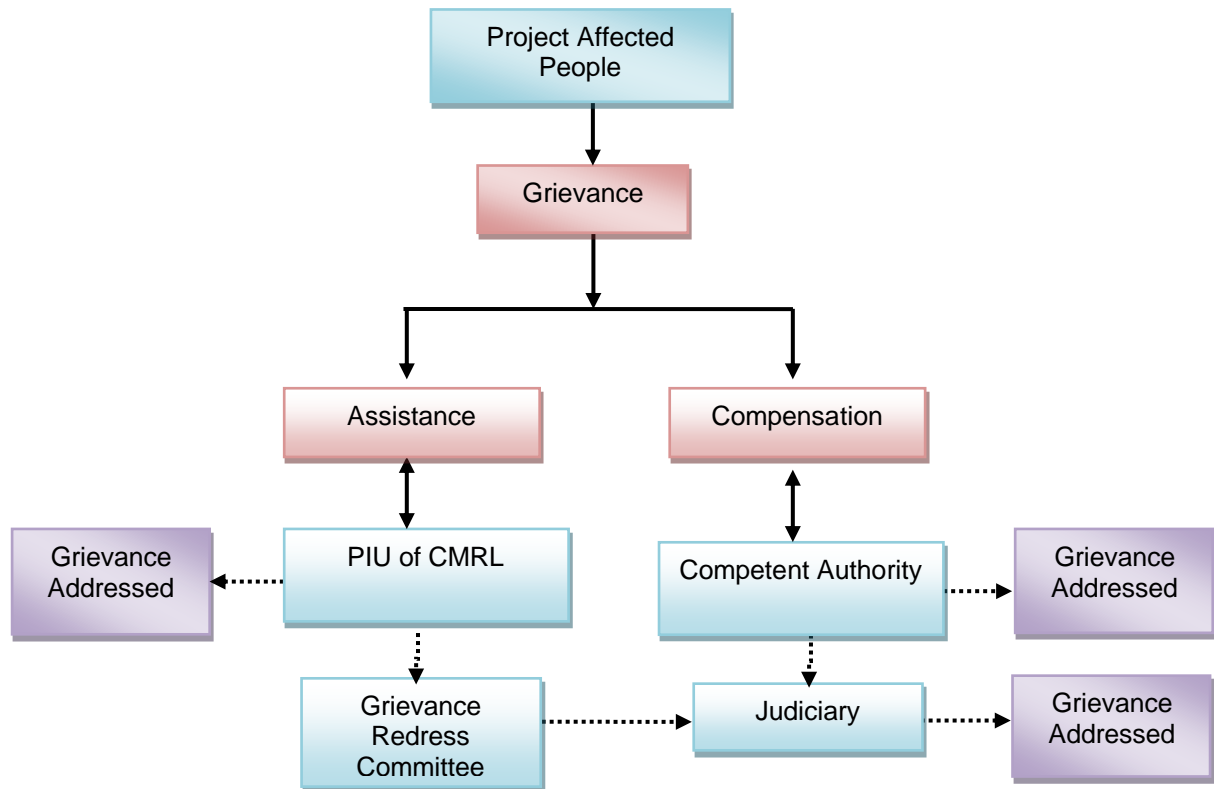 Project Affected
People
Grievance
Assistance
Compensation
Grievance
Addressed
PIU of CMRL
Competent Authority
Grievance
Addressed
Grievance
Redress
Committee
Judiciary
Grievance
Addressed